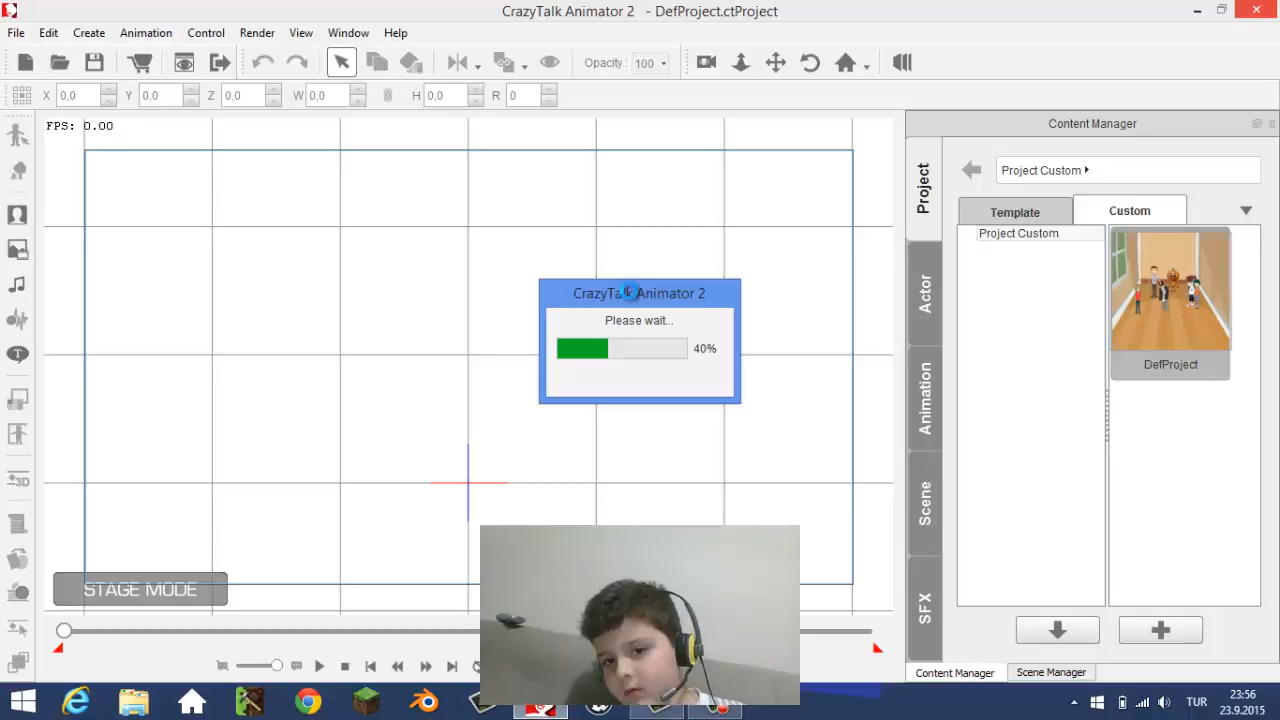 CrazyTalk Animator 2 - DefProject.ctProject
File Edit Create Animation Control Render View Window Help
Opacity : 100
X 0,0 Y 0,0 Z 0,0 W 0,0 H 0,0 R 0
FPS: 0.00
Content Manager
Project Custom
Template Custom
Project Custom
DefProject
Project
Actor
Animation
Scene
SFX
CrazyTalk Animator 2
Please wait...
40%
STAGE MODE
3D
Content Manager Scene Manager
TUR
23:56
23.9.2015